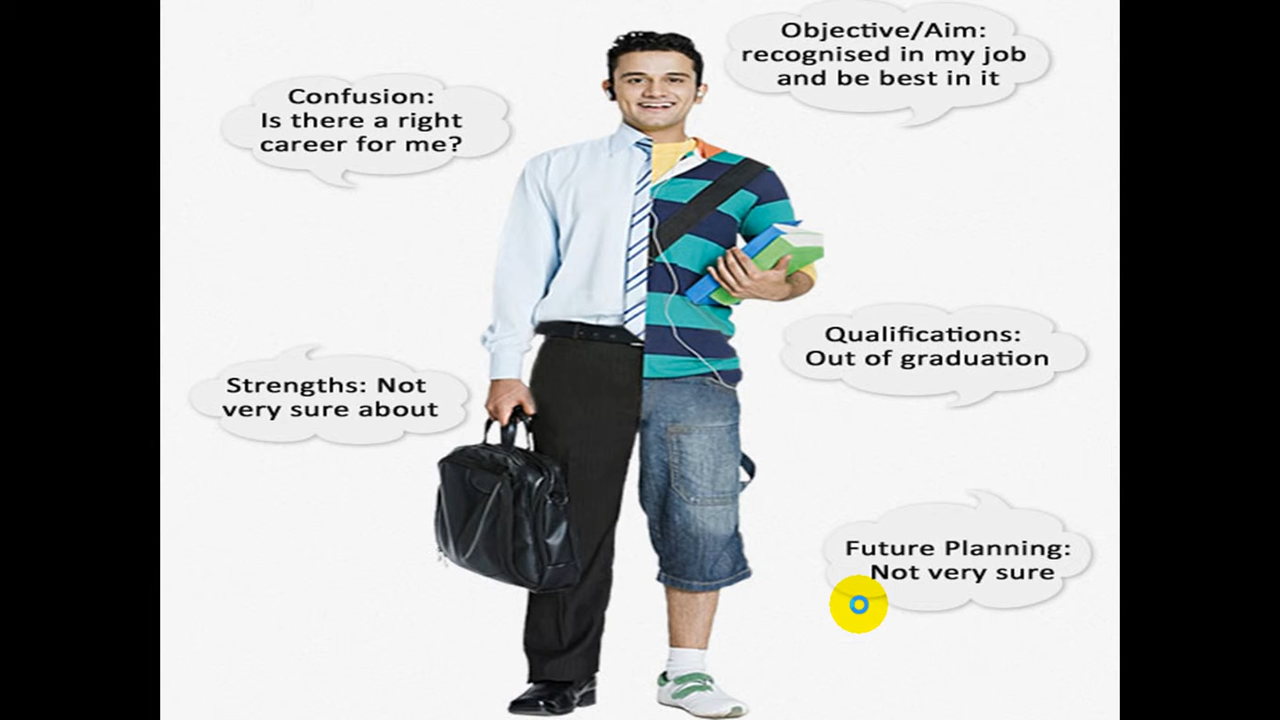 Objective/Aim:
recognised in my job
and be best in it
Confusion:
Is there a right
career for me?
Qualifications:
Out of graduation
Strengths: Not
very sure about
Future Planning:
Not very sure